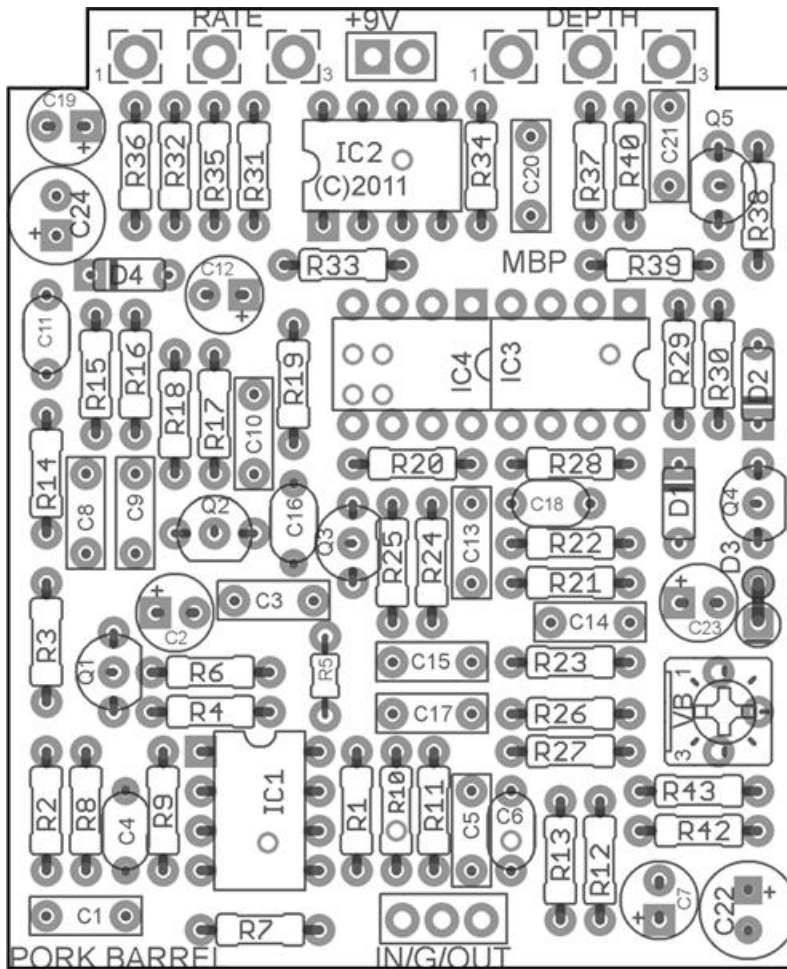 RATE +9V DEPTH
1 3 1 3
C19 R36 R32 R35 R31 IC2 (C)2011 R34 C20 R37 R40 C21 Q5
+ C24 + R38
D4 C12 + R33 MBP R39
C11 R15 R16 R18 R17 C10 R19 IC4 IC3 R29 R30 D2
R14 C8 C9 Q2 C16 Q3 R20 R28 D1 Q4
R25 R24 C13 C18
R22
R21 D3
R3 + C2 C3 C14 + C23
Q1 R6 R5 C15 R23
R4 C17 R26 VB 1 3
R27
R2 R8 C4 R9 IC1 R1 R10 R11 C5 C6 R43
R13 R12 R42
C1 R7 + C7 C22 +
PORK BARREL IN/G/OUT